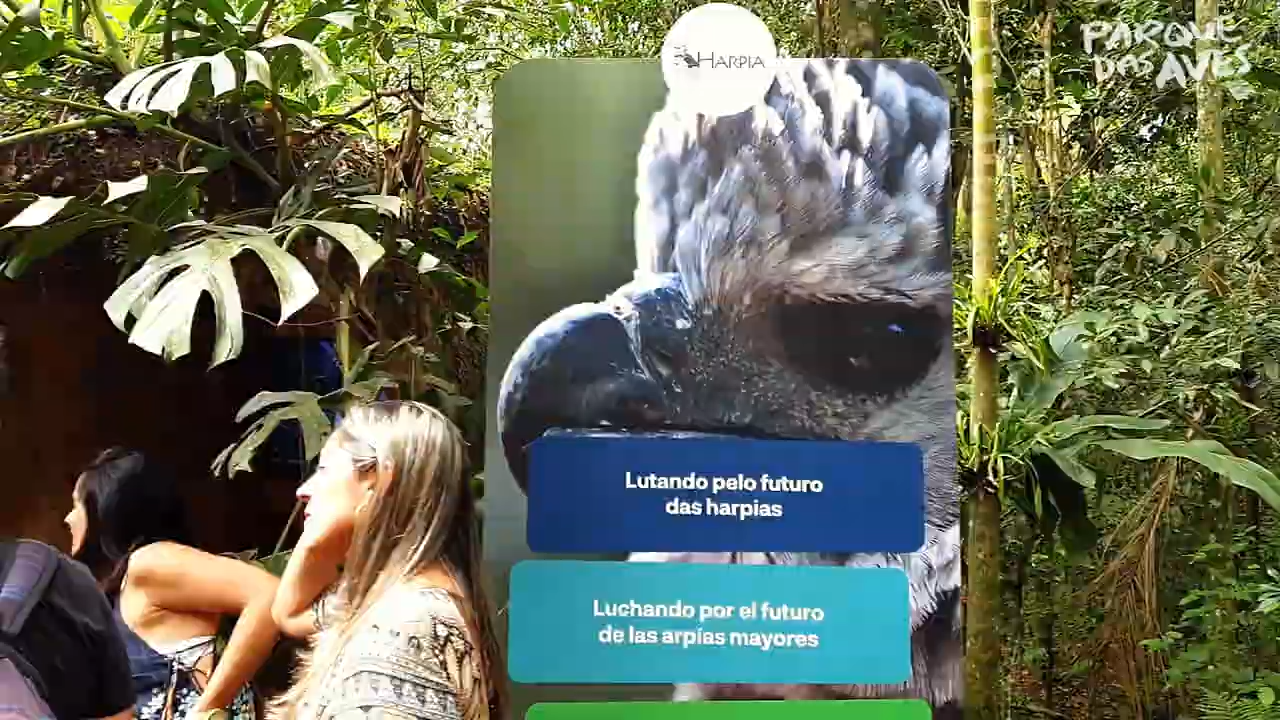 HARPIA
PARQUE
DAS AVES
Lutando pelo futuro
das harpias
Luchando por el futuro
de las arpías mayores